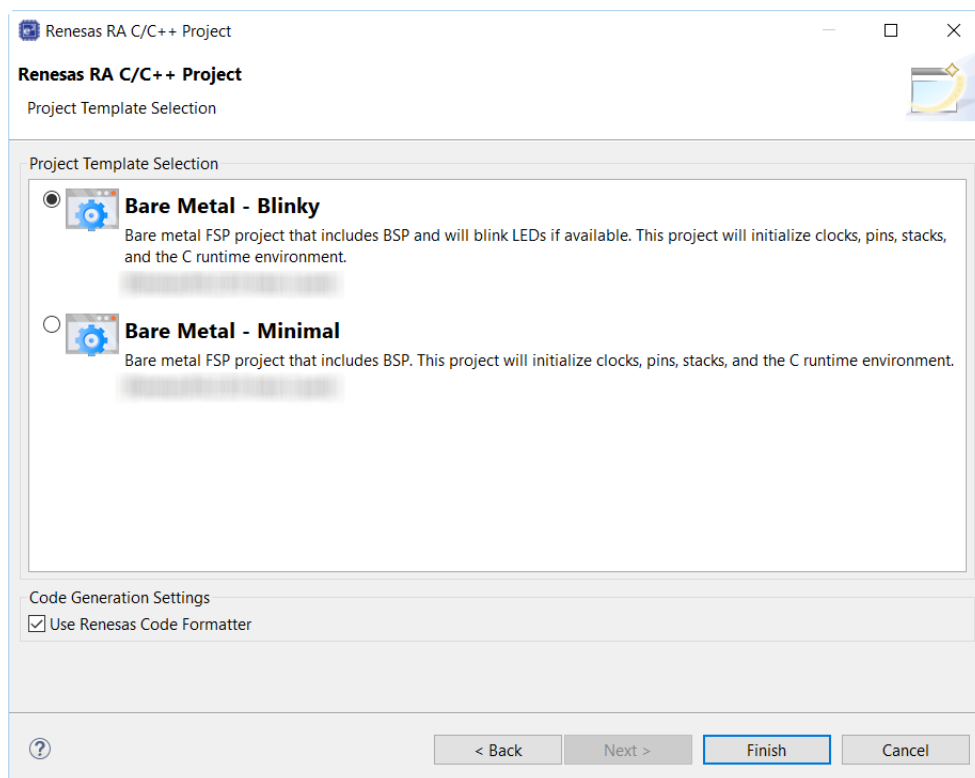 Renesas RA C/C++ Project
Renesas RA C/C++ Project
Project Template Selection
Project Template Selection
Bare Metal - Blinky
Bare metal FSP project that includes BSP and will blink LEDs if available. This project will initialize clocks, pins, stacks,
and the C runtime environment.
Bare Metal - Minimal
Bare metal FSP project that includes BSP. This project will initialize clocks, pins, stacks, and the C runtime environment.
Code Generation Settings
Use Renesas Code Formatter
?
< Back
Next >
Finish
Cancel